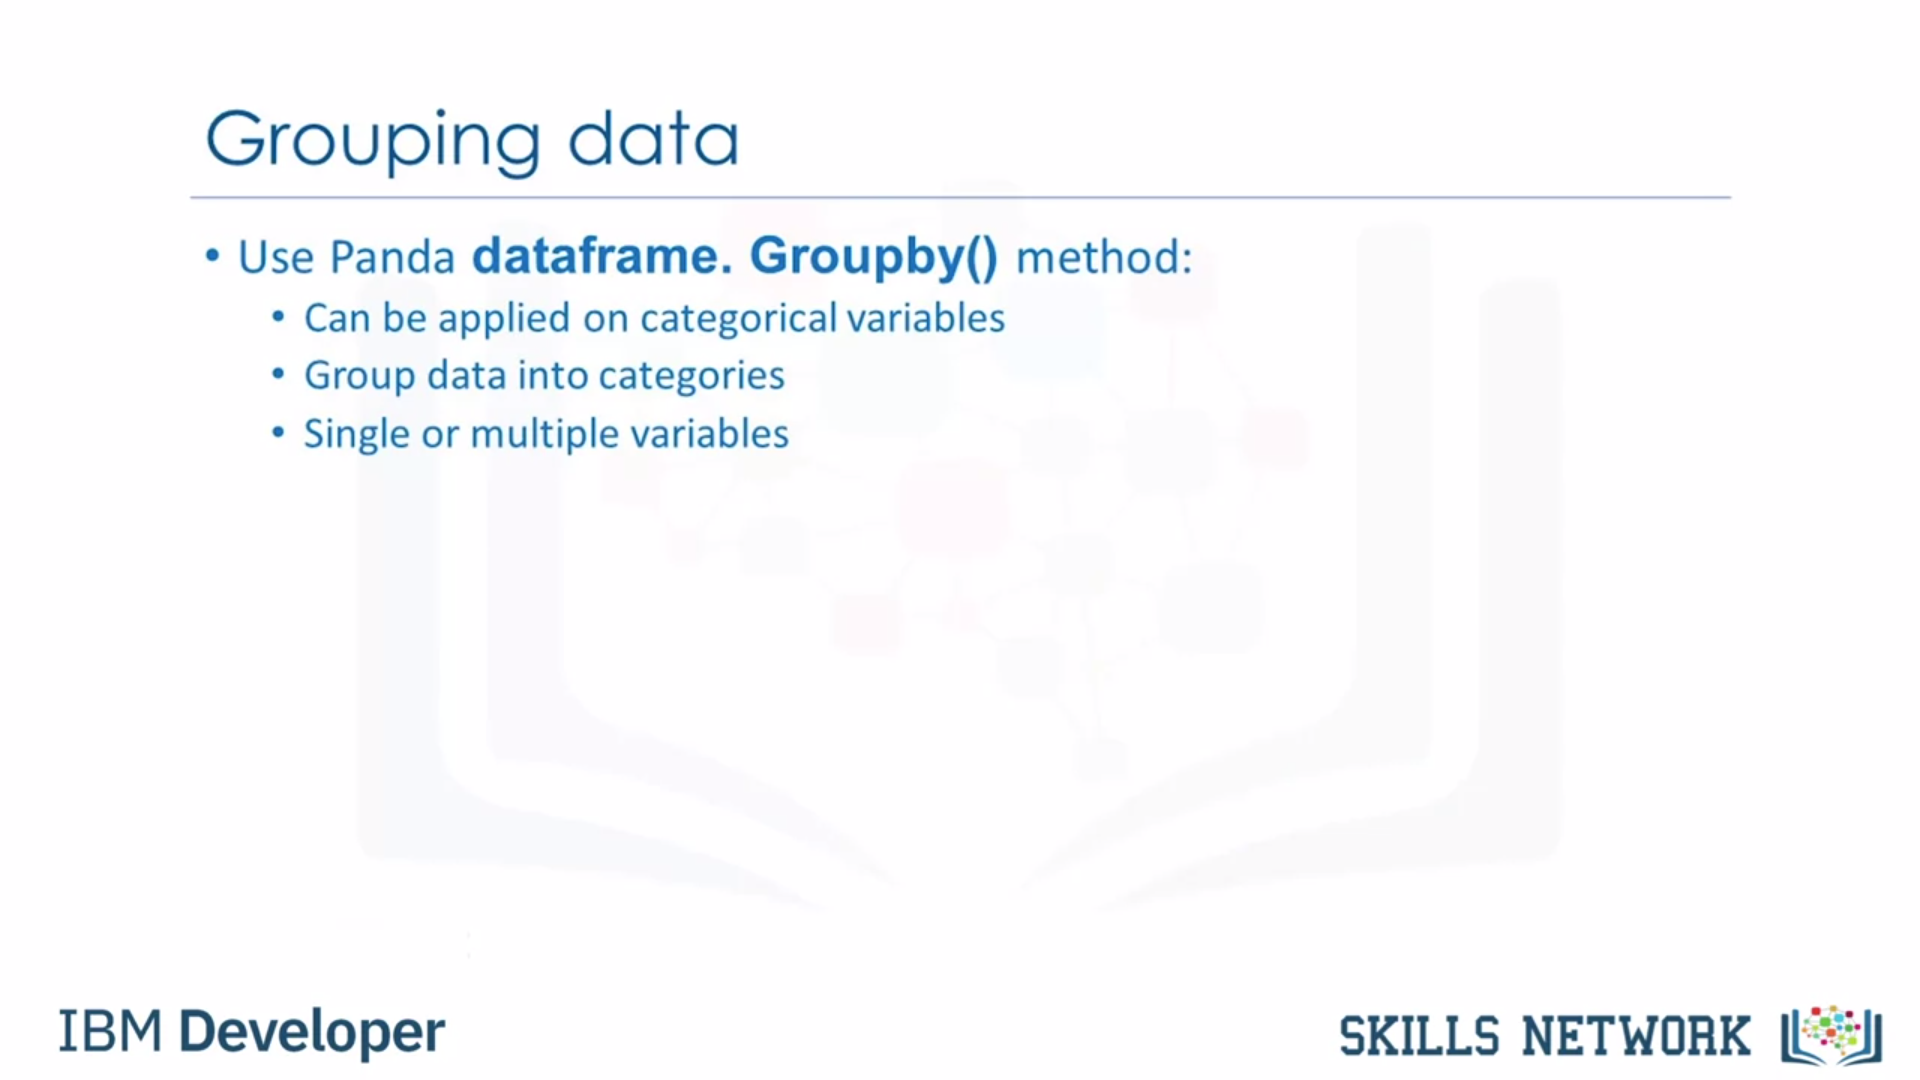 Grouping data
• Use Panda dataframe. Groupby() method:
• Can be applied on categorical variables
• Group data into categories
• Single or multiple variables
IBM Developer
SKILLS NETWORK